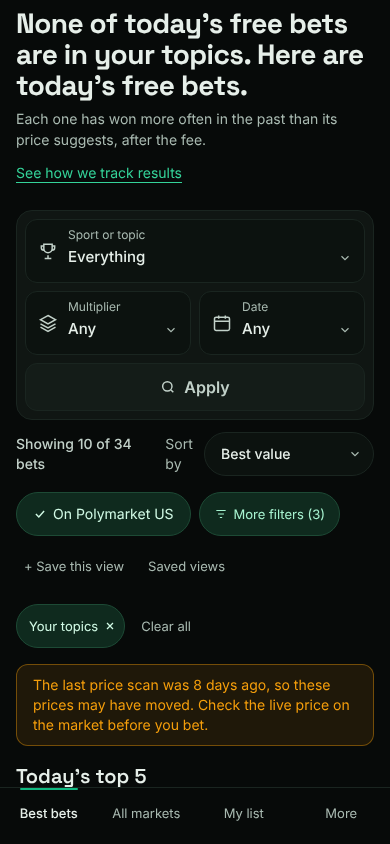 None of today's free bets
are in your topics. Here are
today's free bets.
Each one has won more often in the past than its
price suggests, after the fee.
See how we track results
Sport or topic
Everything
Multiplier
Any
Date
Any
Apply
Showing 10 of 34
bets
Sort
by
Best value
On Polymarket US
More filters (3)
+ Save this view
Saved views
Your topics ×
Clear all
The last price scan was 8 days ago, so these
prices may have moved. Check the live price on
the market before you bet.
Today's top 5
Best bets
All markets
My list
More